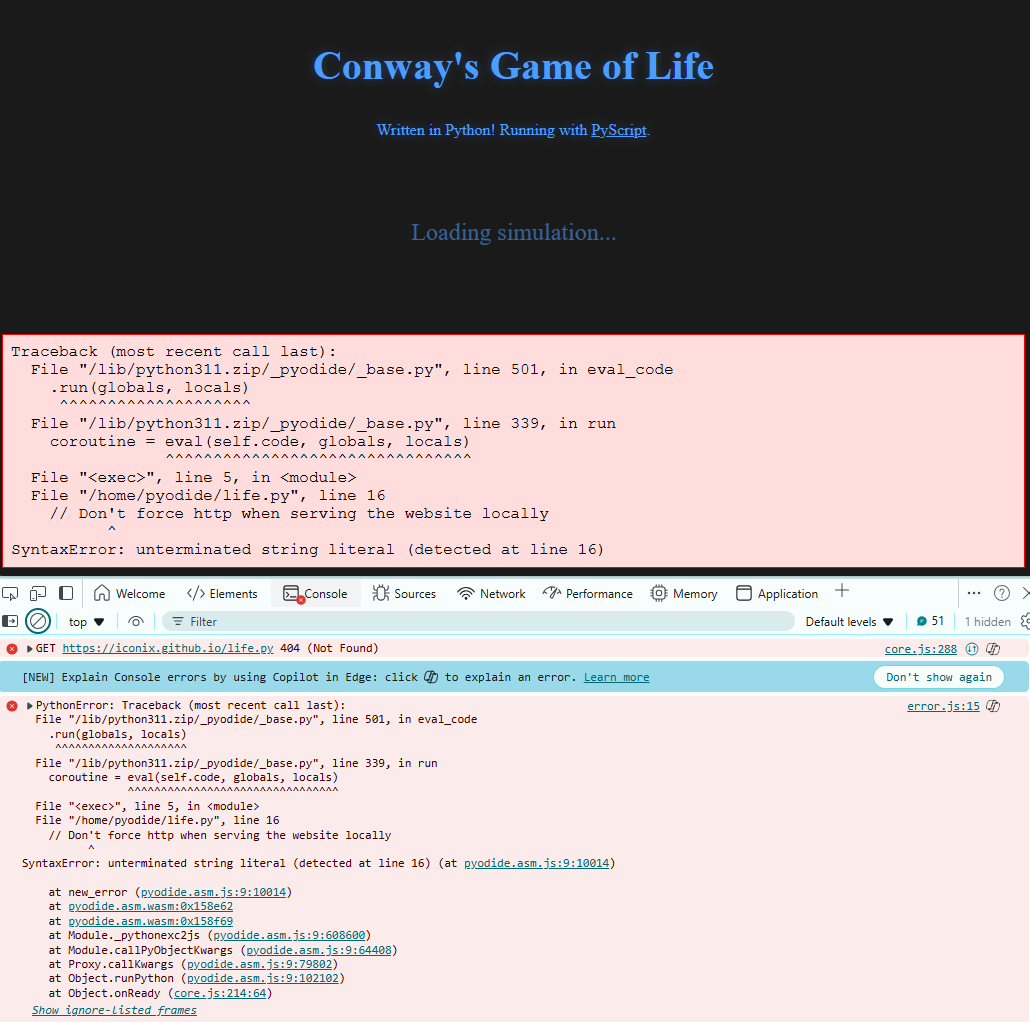 Conway's Game of Life
Written in Python! Running with PyScript.
Loading simulation...
Traceback (most recent call last):
  File "/lib/python311.zip/_pyodide/_base.py", line 501, in eval_code
    .run(globals, locals)
     ^^^^^^^^^^^^^^^^^^^^
  File "/lib/python311.zip/_pyodide/_base.py", line 339, in run
    coroutine = eval(self.code, globals, locals)
                ^^^^^^^^^^^^^^^^^^^^^^^^^^^^^^^^
  File "<exec>", line 5, in <module>
  File "/home/pyodide/life.py", line 16
    // Don't force http when serving the website locally
          ^
SyntaxError: unterminated string literal (detected at line 16)
Welcome Elements Console Sources Network Performance Memory Application
top Filter Default levels 51 1 hidden
GET https://iconix.github.io/life.py 404 (Not Found) core.js:288
[NEW] Explain Console errors by using Copilot in Edge: click to explain an error. Learn more Don't show again
PythonError: Traceback (most recent call last): error.js:15
  File "/lib/python311.zip/_pyodide/_base.py", line 501, in eval_code
    .run(globals, locals)
     ^^^^^^^^^^^^^^^^^^^^
  File "/lib/python311.zip/_pyodide/_base.py", line 339, in run
    coroutine = eval(self.code, globals, locals)
                ^^^^^^^^^^^^^^^^^^^^^^^^^^^^^^^^
  File "<exec>", line 5, in <module>
  File "/home/pyodide/life.py", line 16
    // Don't force http when serving the website locally
          ^
SyntaxError: unterminated string literal (detected at line 16) (at pyodide.asm.js:9:10014)
    at new_error (pyodide.asm.js:9:10014)
    at pyodide.asm.wasm:0x158e62
    at pyodide.asm.wasm:0x158f69
    at Module._pythonexc2js (pyodide.asm.js:9:608600)
    at Module.callPyObjectKwargs (pyodide.asm.js:9:64408)
    at Proxy.callKwargs (pyodide.asm.js:9:79802)
    at Object.runPython (pyodide.asm.js:9:102102)
    at Object.onReady (core.js:214:64)
Show ignore-listed frames